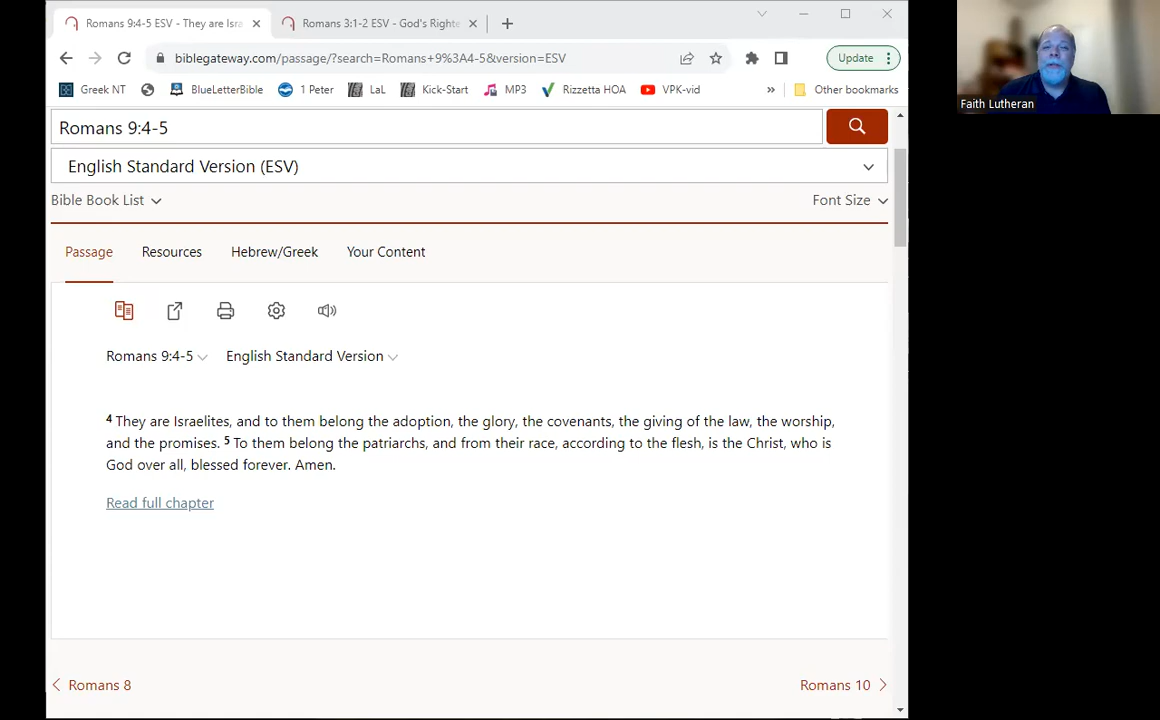 Romans 9:4-5 ESV - They are Isra
Romans 3:1-2 ESV - God's Righte
biblegateway.com/passage/?search=Romans+9%3A4-5&version=ESV
Update
Greek NT
BlueLetterBible
1 Peter
LaL
Kick-Start
MP3
Rizzetta HOA
VPK-vid
»
Other bookmarks
Faith Lutheran
Romans 9:4-5
English Standard Version (ESV)
Bible Book List
Font Size
Passage
Resources
Hebrew/Greek
Your Content
Romans 9:4-5
English Standard Version
4 They are Israelites, and to them belong the adoption, the glory, the covenants, the giving of the law, the worship,
and the promises. 5 To them belong the patriarchs, and from their race, according to the flesh, is the Christ, who is
God over all, blessed forever. Amen.
Read full chapter
Romans 8
Romans 10